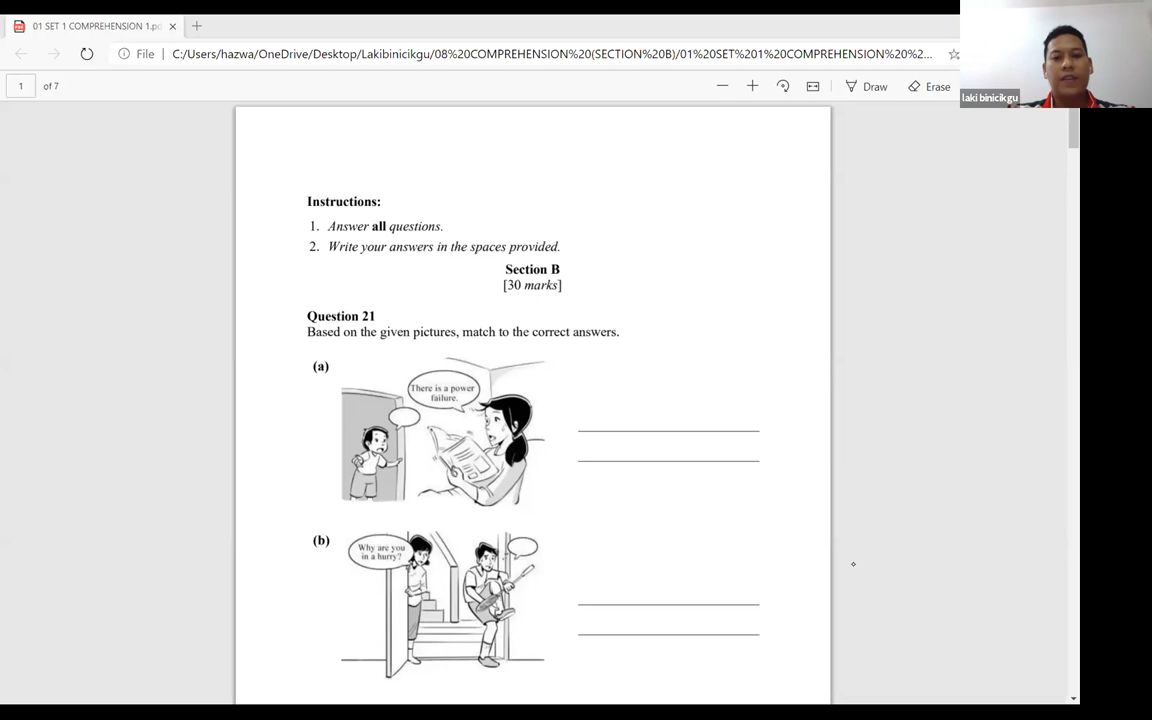 01 SET 1 COMPREHENSION 1.pd
File C:/Users/hazwa/OneDrive/Desktop/Lakibinicikgu/08%20COMPREHENSION%20(SECTION%20B)/01%20SET%201%20COMPREHENSION%20%2...
1 of 7 Draw Erase
laki binicikgu
Instructions:
1. Answer all questions.
2. Write your answers in the spaces provided.
Section B
[30 marks]
Question 21
Based on the given pictures, match to the correct answers.
(a)
There is a power
failure.
(b)
Why are you
in a hurry?